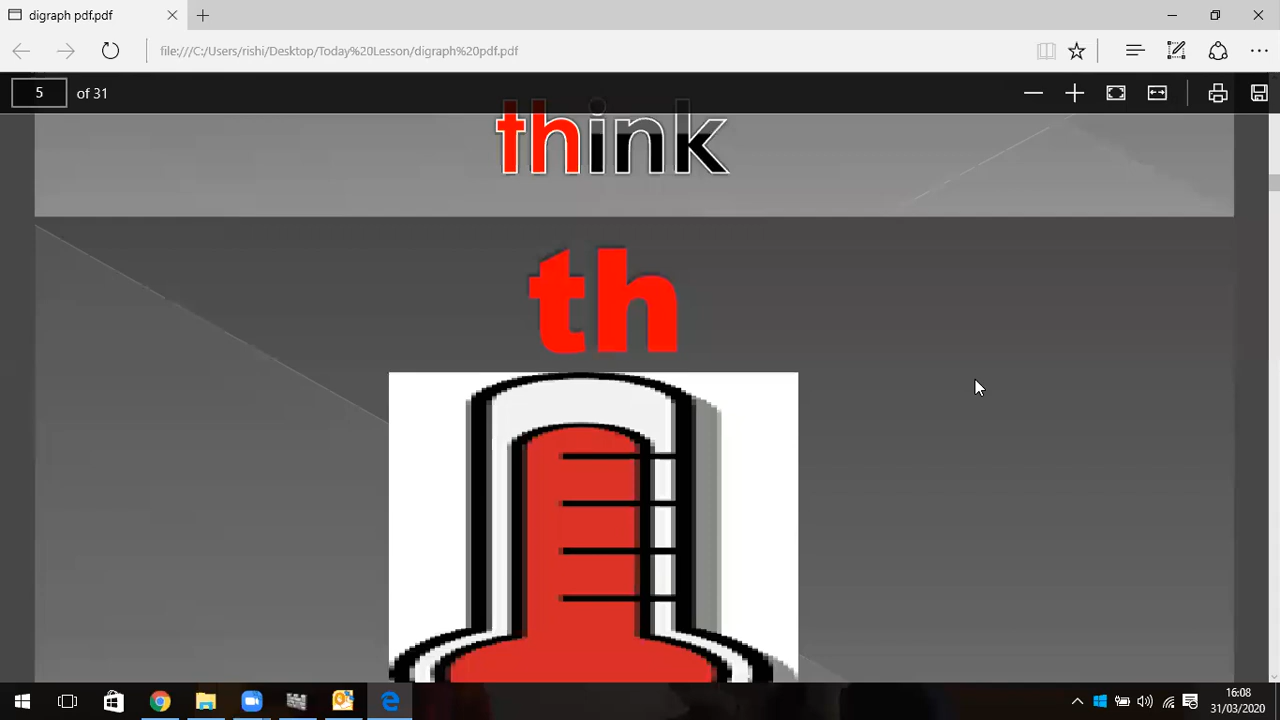 digraph pdf.pdf
file:///C:/Users/rishi/Desktop/Today%20Lesson/digraph%20pdf.pdf
5 of 31
think
th
16:08
31/03/2020